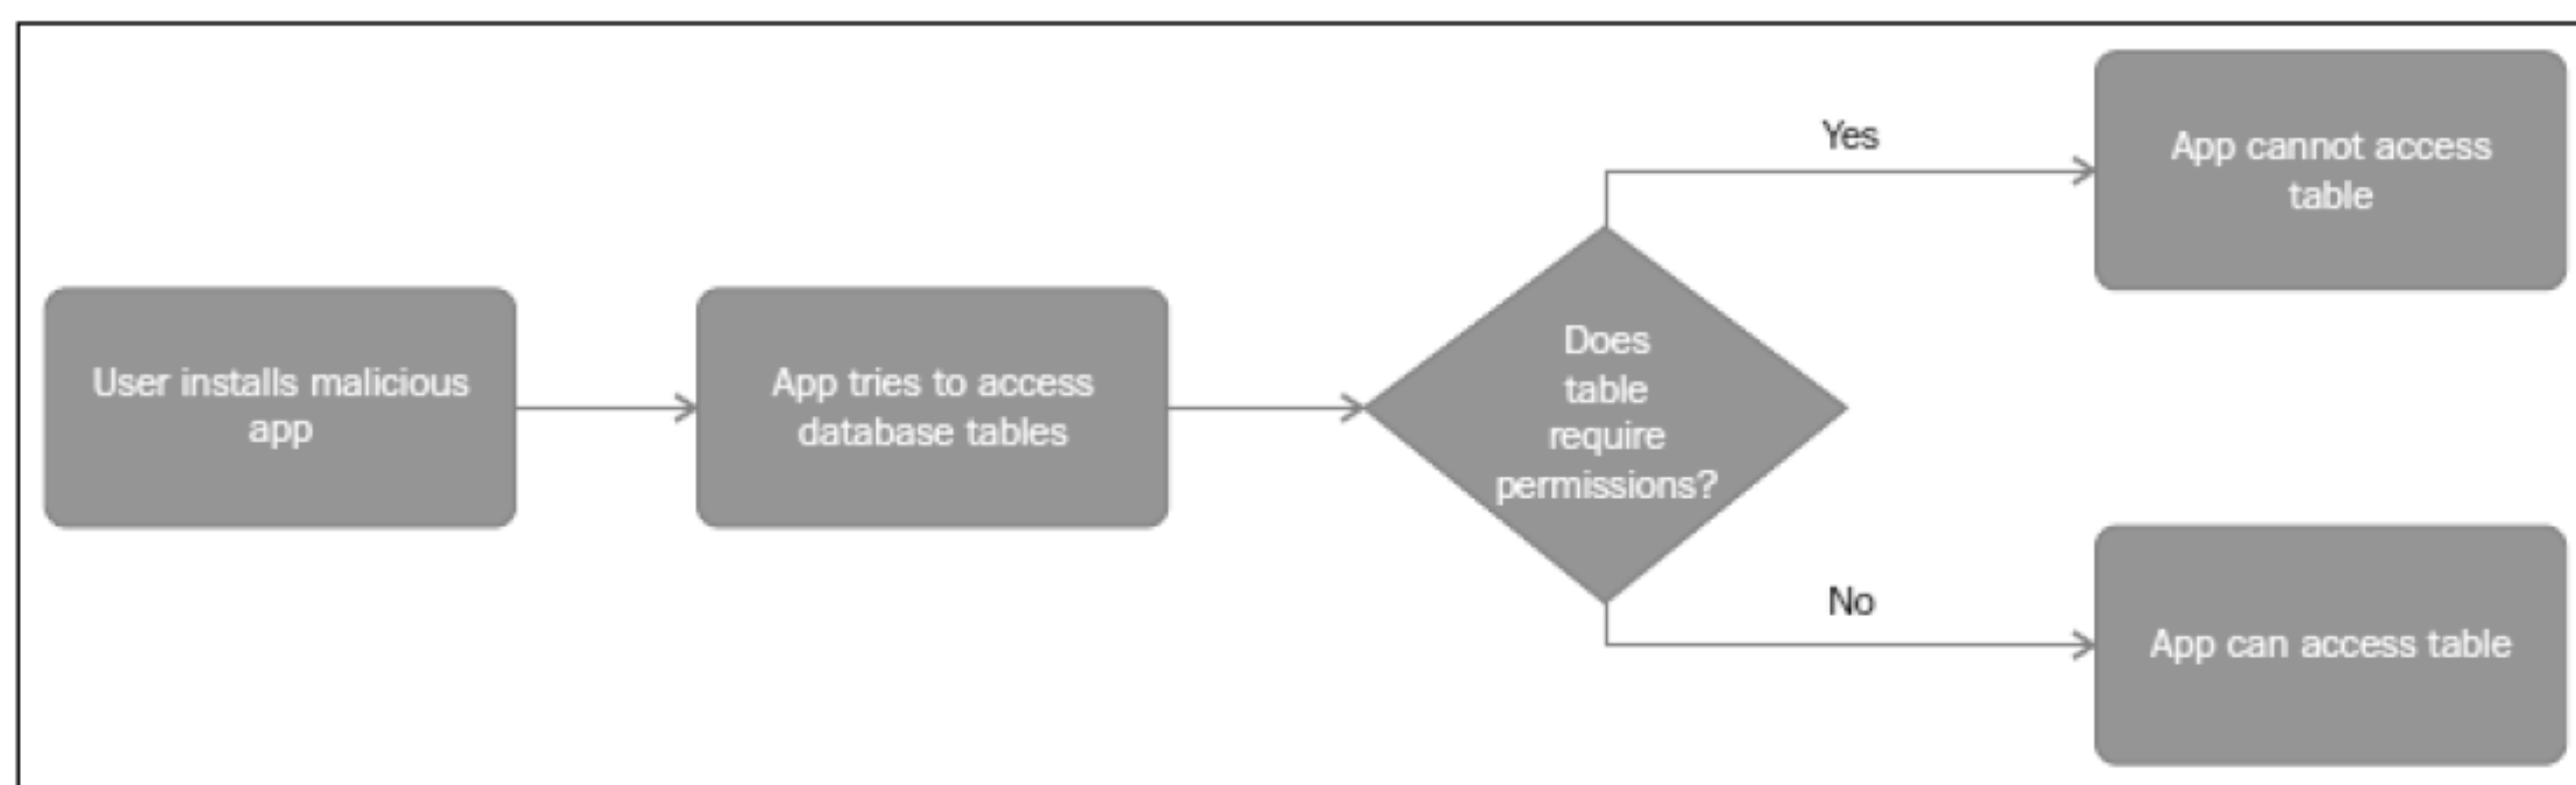 User installs malicious
app
App tries to access
database tables
Does
table
require
permissions?
Yes
App cannot access
table
No
App can access table